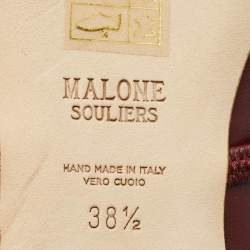 MALONE
SOULIERS
HAND MADE IN ITALY
VERO CUOIO
38½